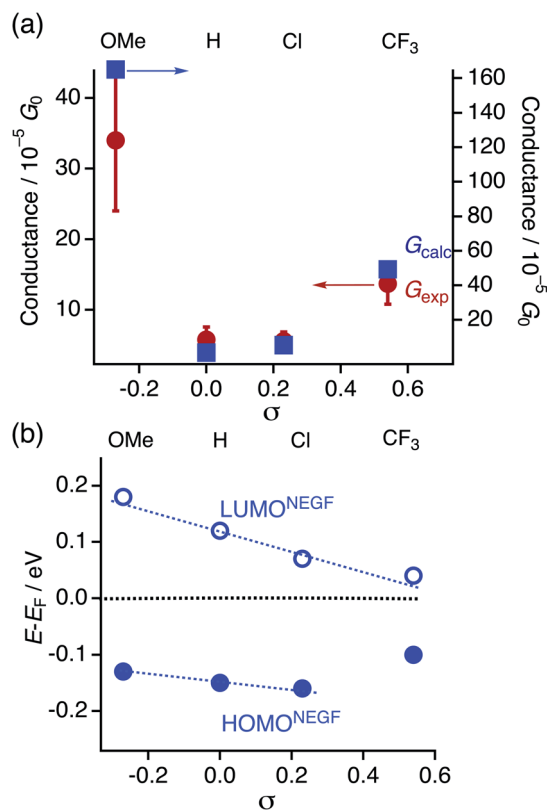 (a)
OMe H Cl CF₃
Conductance / 10⁻⁵ G₀
40
30
20
10
160
140
120
100
80
60
40
20
Conductance / 10⁻⁵ G₀
G_calc
G_exp
-0.2 0.0 0.2 0.4 0.6
σ
(b)
OMe H Cl CF₃
E-E_F / eV
0.2
0.1
0.0
-0.1
-0.2
LUMO^NEGF
HOMO^NEGF
-0.2 0.0 0.2 0.4 0.6
σ